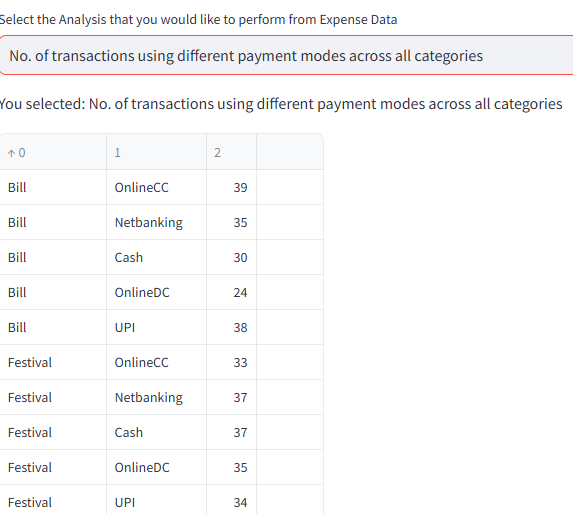 Select the Analysis that you would like to perform from Expense Data
No. of transactions using different payment modes across all categories
You selected: No. of transactions using different payment modes across all categories
↑ 0 1 2
Bill OnlineCC 39
Bill Netbanking 35
Bill Cash 30
Bill OnlineDC 24
Bill UPI 38
Festival OnlineCC 33
Festival Netbanking 37
Festival Cash 37
Festival OnlineDC 35
Festival UPI 34